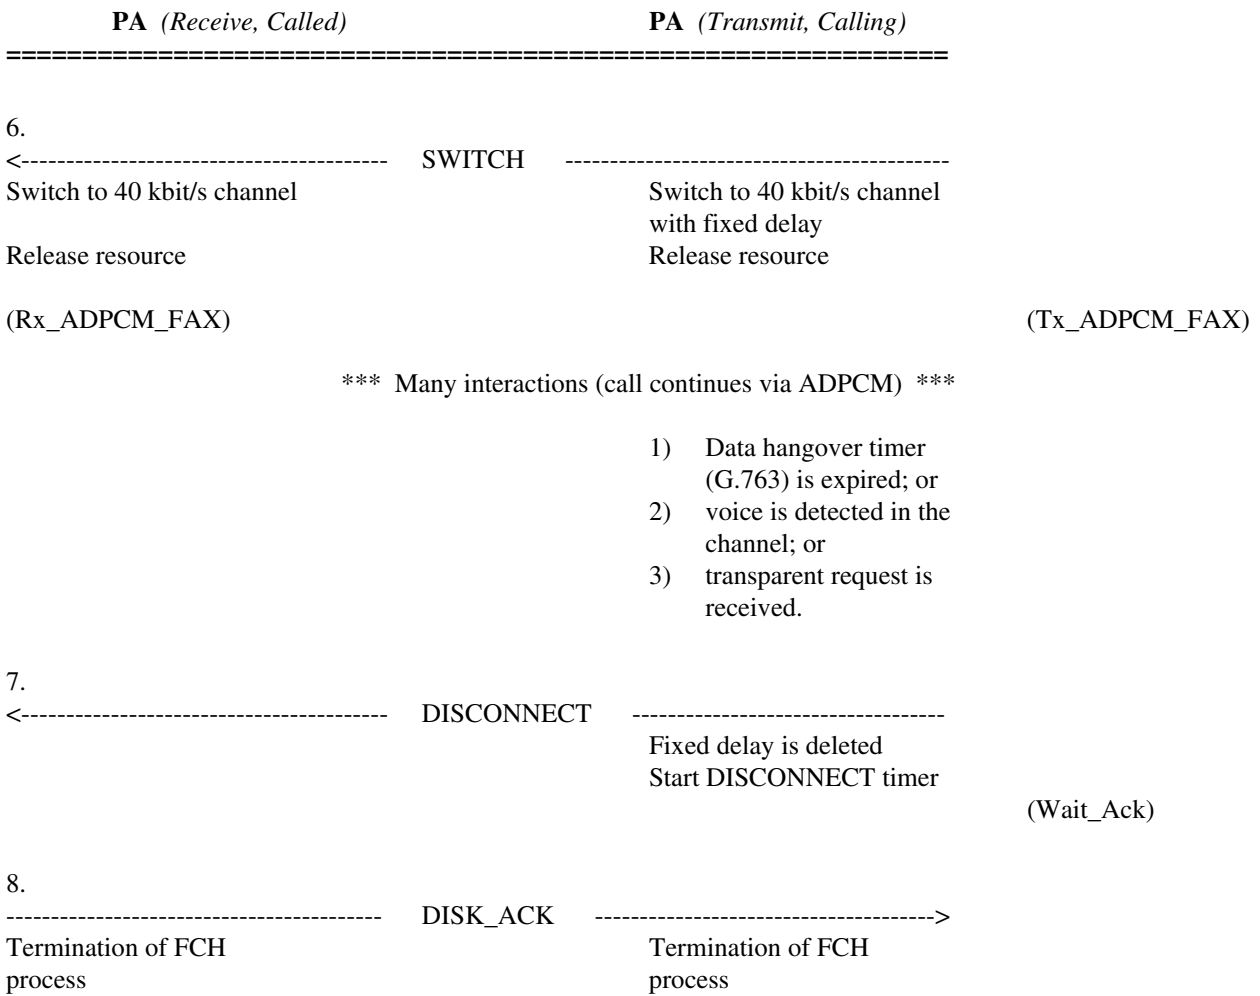 PA (Receive, Called) PA (Transmit, Calling)
==============================================================
6.
<----------------------------------------- SWITCH -------------------------------------------
Switch to 40 kbit/s channel Switch to 40 kbit/s channel
with fixed delay
Release resource Release resource
(Rx_ADPCM_FAX) (Tx_ADPCM_FAX)
*** Many interactions (call continues via ADPCM) ***
1) Data hangover timer
(G.763) is expired; or
2) voice is detected in the
channel; or
3) transparent request is
received.
7.
<----------------------------------------- DISCONNECT -----------------------------------
Fixed delay is deleted
Start DISCONNECT timer
(Wait_Ack)
8.
------------------------------------------ DISK_ACK -------------------------------------->
Termination of FCH Termination of FCH
process process